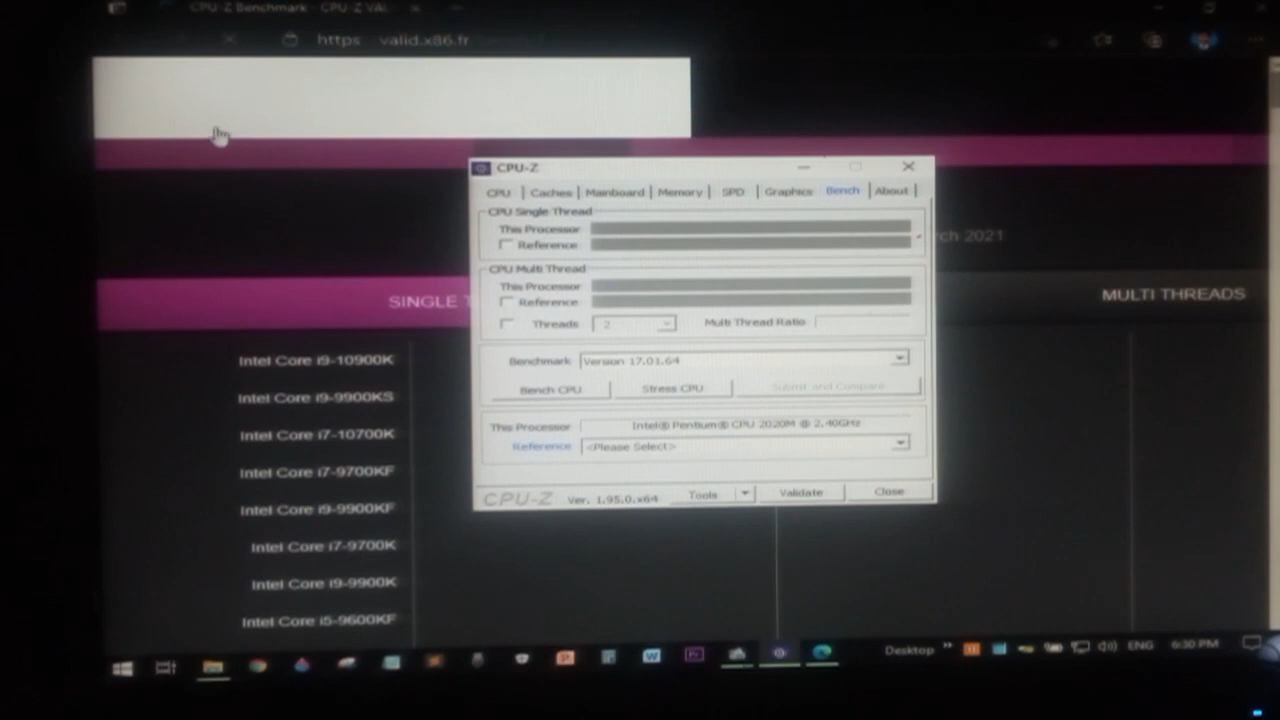 CPU-Z Benchmark - CPU-Z VAL
https valid.x86.fr
CPU-Z
CPU Caches Mainboard Memory SPD Graphics Bench About
CPU Single Thread
This Processor
Reference
rch 2021
CPU Multi Thread
This Processor
SINGLE T
Reference
MULTI THREADS
Threads 2 Multi Thread Ratio
Benchmark Version 17.01.64
Bench CPU Stress CPU Submit and Compare
This Processor Intel® Pentium® CPU 2020M @ 2.40GHz
Reference <Please Select>
CPU-Z Ver. 1.95.0.x64 Tools Validate Close
Intel Core i9-10900K
Intel Core i9-9900KS
Intel Core i7-10700K
Intel Core i7-9700KF
Intel Core i9-9900KF
Intel Core i7-9700K
Intel Core i9-9900K
Intel Core i5-9600KF
Desktop ENG 6:30 PM